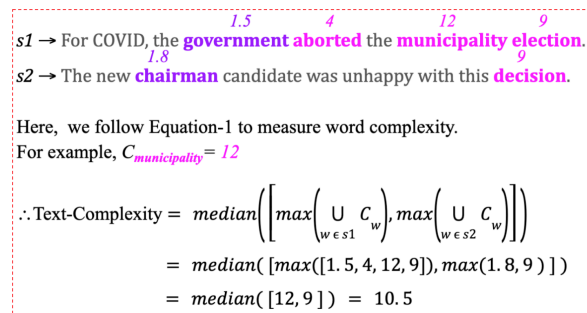 1.5 4 12 9
s1 → For COVID, the government aborted the municipality election.
1.8 9
s2 → The new chairman candidate was unhappy with this decision.
Here, we follow Equation-1 to measure word complexity.
For example, C_municipality = 12
∴ Text-Complexity = median([max(∪_{w ϵ s1} C_w), max(∪_{w ϵ s2} C_w)])
= median([max([1.5, 4, 12, 9]), max(1.8, 9)])
= median([12, 9]) = 10.5